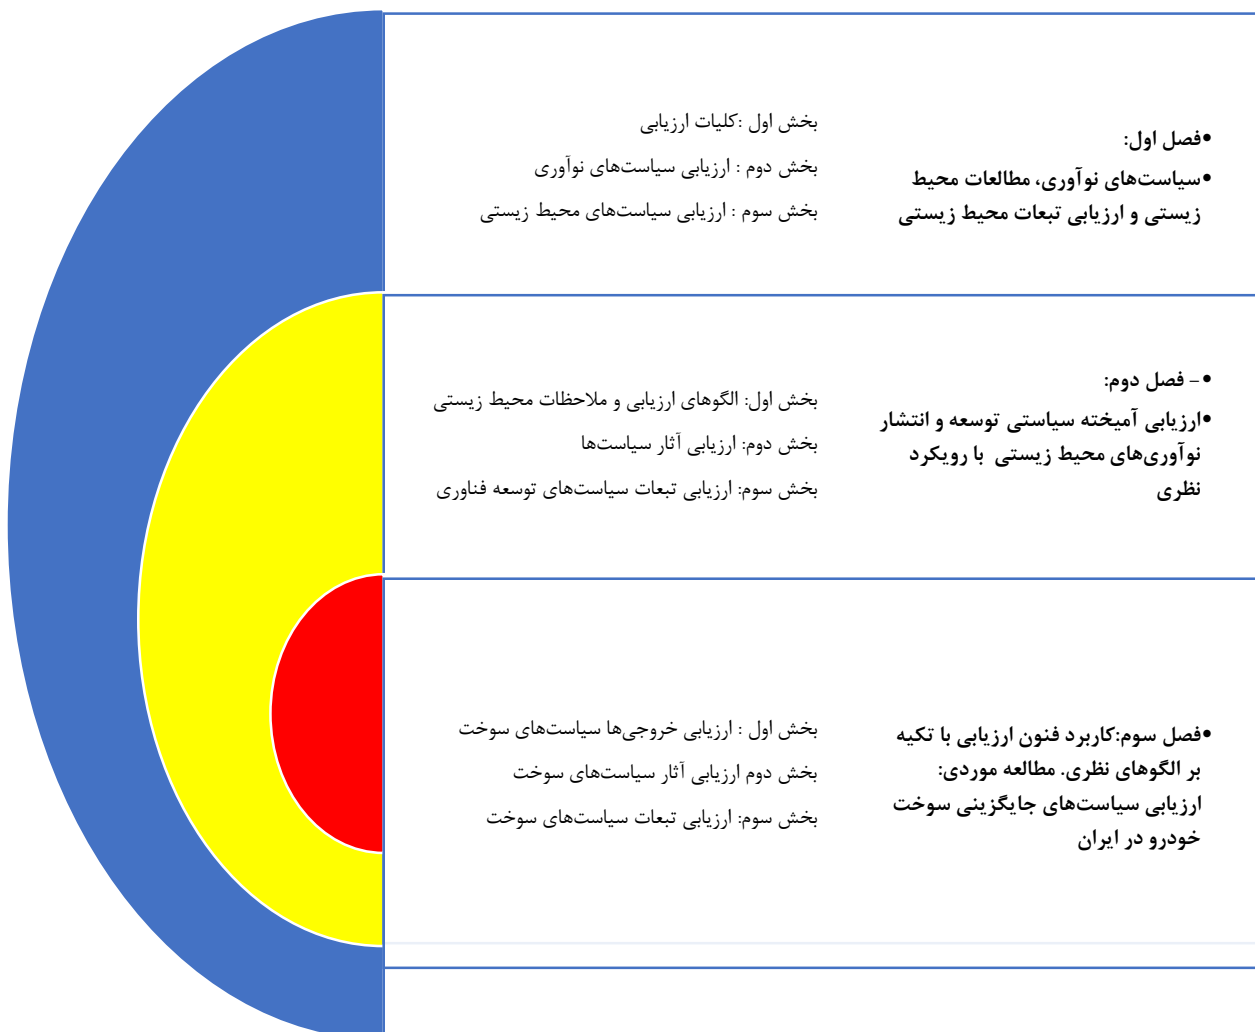 •فصل اول:
•سیاست‌های نوآوری، مطالعات محیط
زیستی و ارزیابی تبعات محیط زیستی
بخش اول :کلیات ارزیابی
بخش دوم : ارزیابی سیاست‌های نوآوری
بخش سوم : ارزیابی سیاست‌های محیط زیستی
•- فصل دوم:
•ارزیابی آمیخته سیاستی توسعه و انتشار
نوآوری‌های محیط زیستی با رویکرد
نظری
بخش اول: الگوهای ارزیابی و ملاحظات محیط زیستی
بخش دوم: ارزیابی آثار سیاست‌ها
بخش سوم: ارزیابی تبعات سیاست‌های توسعه فناوری
•فصل سوم:کاربرد فنون ارزیابی با تکیه
بر الگوهای نظری. مطالعه موردی:
ارزیابی سیاست‌های جایگزینی سوخت
خودرو در ایران
بخش اول : ارزیابی خروجی‌ها سیاست‌های سوخت
بخش دوم ارزیابی آثار سیاست‌های سوخت
بخش سوم: ارزیابی تبعات سیاست‌های سوخت